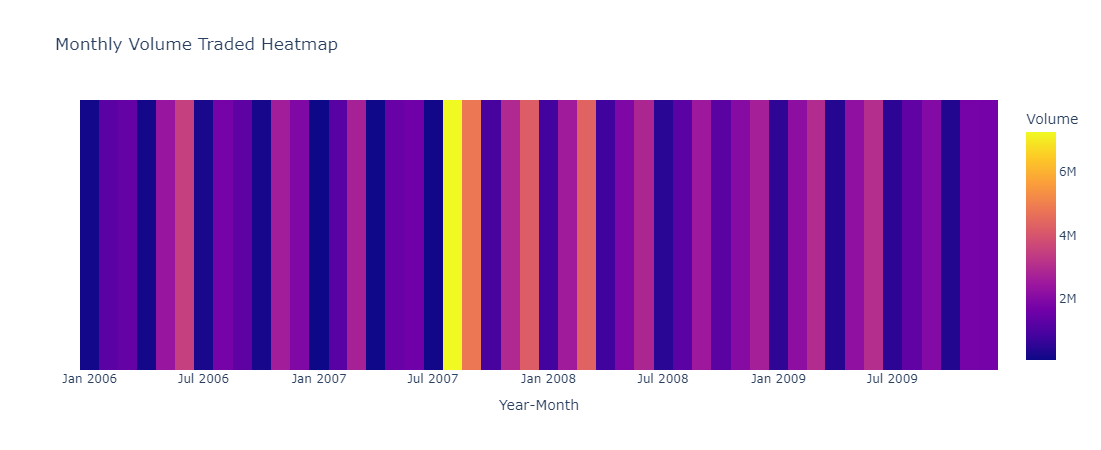 Monthly Volume Traded Heatmap
Volume
6M
4M
2M
Jan 2006 Jul 2006 Jan 2007 Jul 2007 Jan 2008 Jul 2008 Jan 2009 Jul 2009
Year-Month